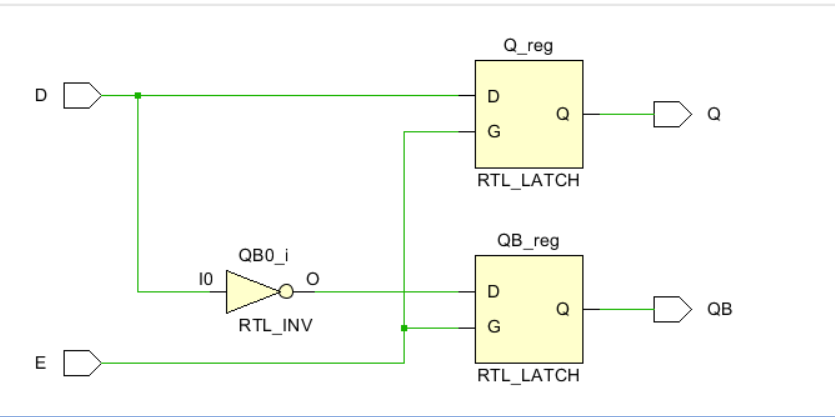 Q_reg
D
D
Q
Q
G
RTL_LATCH
QB_reg
QB0_i
I0
O
D
Q
QB
RTL_INV
G
E
RTL_LATCH